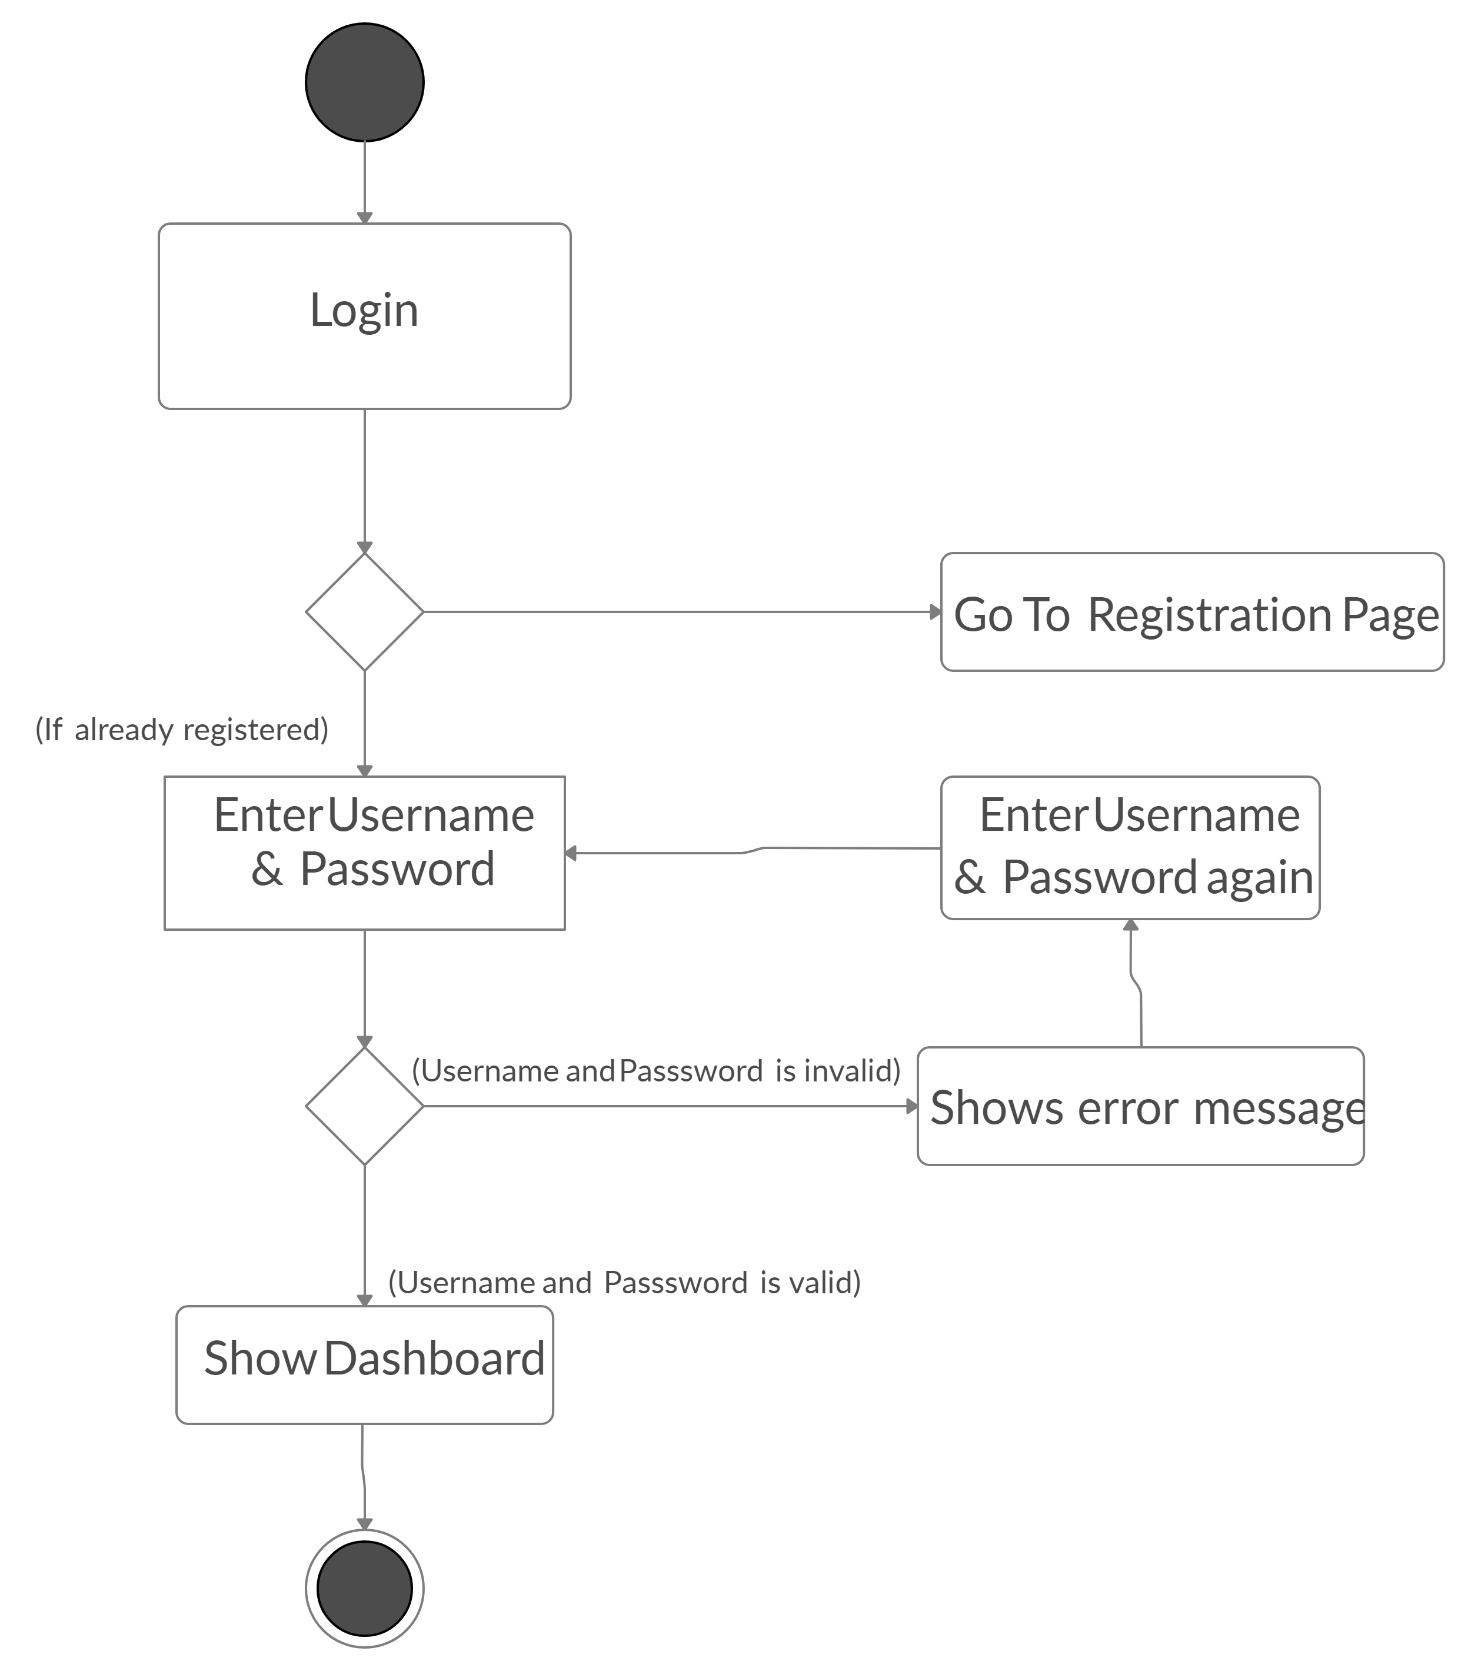 Login
Go To Registration Page
(If already registered)
Enter Username
& Password
Enter Username
& Password again
(Username and Passsword is invalid)
Shows error message
(Username and Passsword is valid)
Show Dashboard